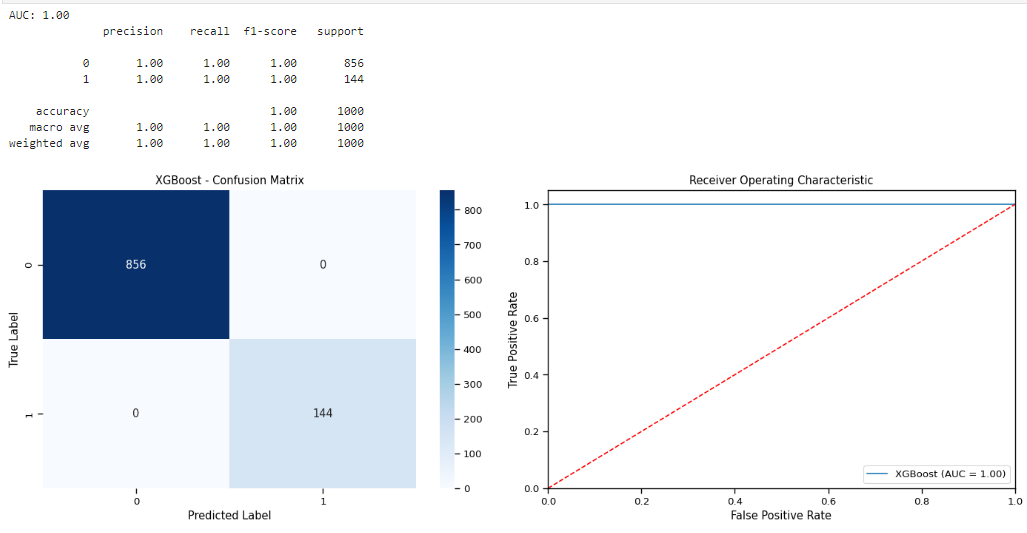 AUC: 1.00
precision recall f1-score support
0 1.00 1.00 1.00 856
1 1.00 1.00 1.00 144
accuracy 1.00 1000
macro avg 1.00 1.00 1.00 1000
weighted avg 1.00 1.00 1.00 1000
XGBoost - Confusion Matrix
True Label
0
1
856 0
0 144
0 1
Predicted Label
800
700
600
500
400
300
200
100
0
Receiver Operating Characteristic
True Positive Rate
1.0
0.8
0.6
0.4
0.2
0.0
XGBoost (AUC = 1.00)
0.0 0.2 0.4 0.6 0.8 1.0
False Positive Rate